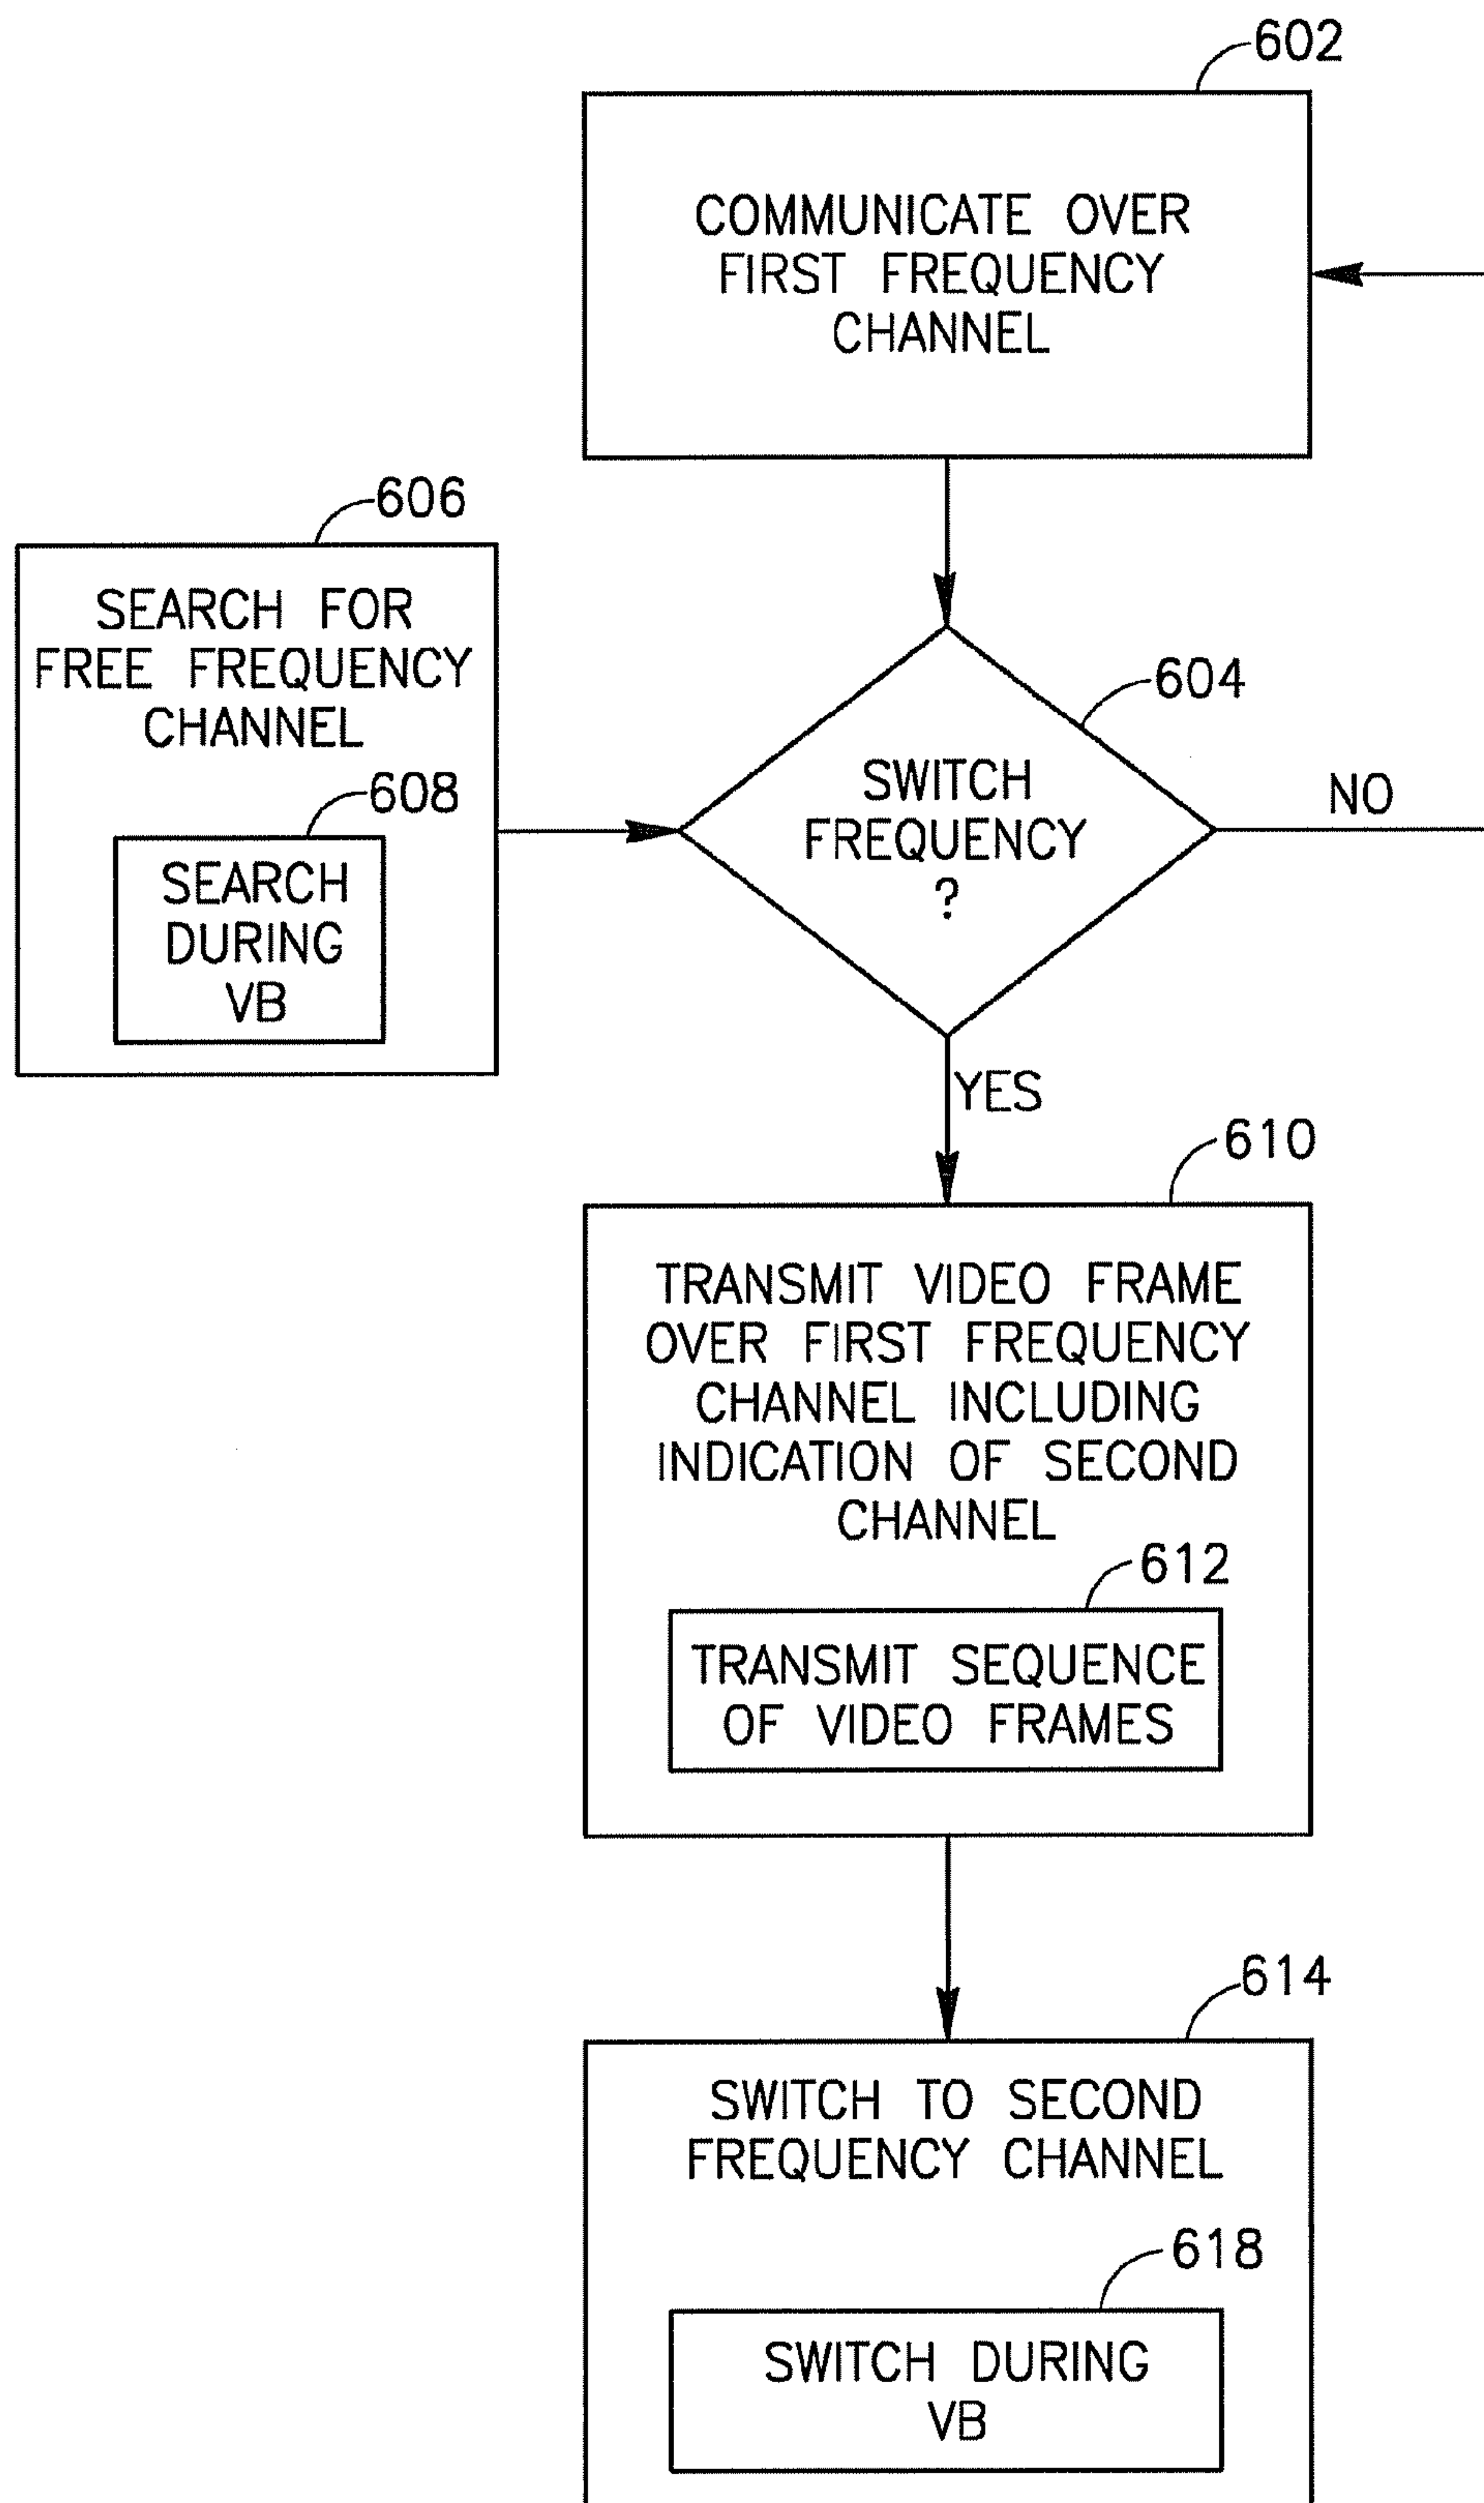 602
COMMUNICATE OVER
FIRST FREQUENCY
CHANNEL
606
SEARCH FOR
FREE FREQUENCY
CHANNEL
608
SEARCH
DURING
VB
604
SWITCH
FREQUENCY
?
NO
YES
610
TRANSMIT VIDEO FRAME
OVER FIRST FREQUENCY
CHANNEL INCLUDING
INDICATION OF SECOND
CHANNEL
612
TRANSMIT SEQUENCE
OF VIDEO FRAMES
614
SWITCH TO SECOND
FREQUENCY CHANNEL
618
SWITCH DURING
VB